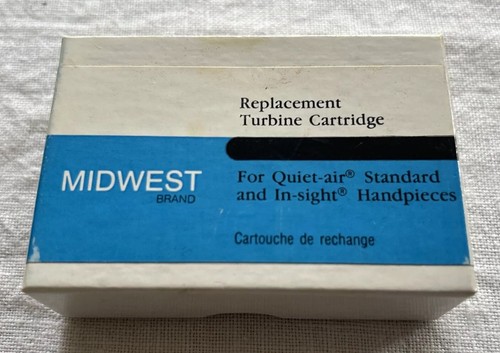 Replacement
Turbine Cartridge
MIDWEST
BRAND
For Quiet-air® Standard
and In-sight® Handpieces
Cartouche de rechange